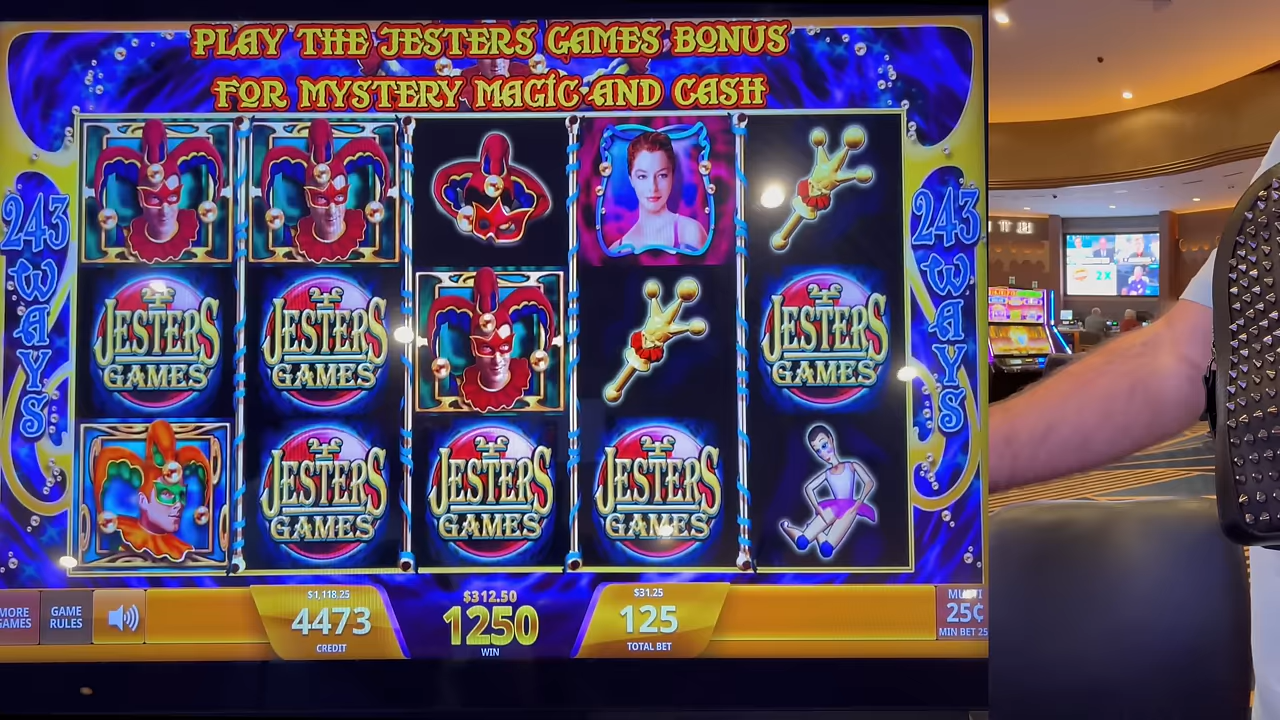 PLAY THE JESTERS GAMES BONUS
FOR MYSTERY MAGIC AND CASH
243
WAYS
243
WAYS
JESTERS
GAMES
JESTERS
GAMES
JESTERS
GAMES
JESTERS
GAMES
JESTERS
GAMES
JESTERS
GAMES
MORE
GAMES
GAME
RULES
$1,118.25
4473
CREDIT
$312.50
1250
WIN
$31.25
125
TOTAL BET
MULTI
25¢
MIN BET 25
2X